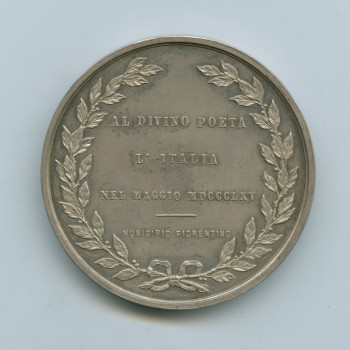 AL DIVINO POETA
L'ITALIA
NEL MAGGIO MDCCCLXV
MUNICIPIO FIORENTINO